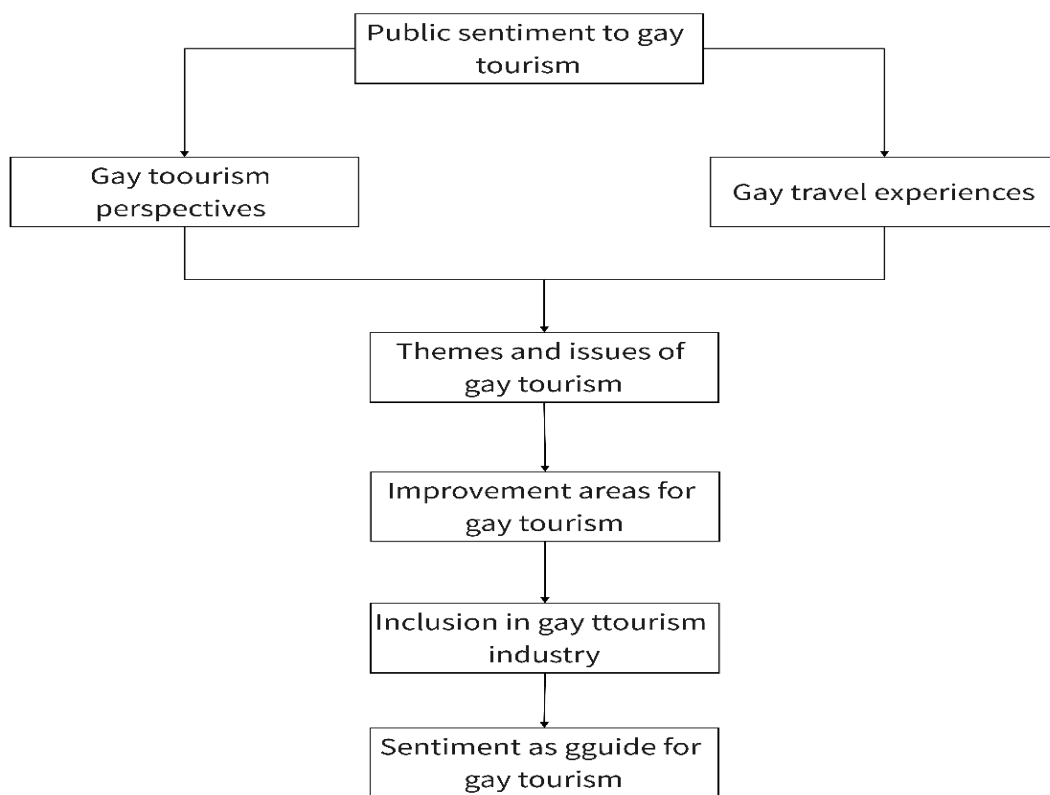 Public sentiment to gay
tourism
Gay toourism
perspectives
Gay travel experiences
Themes and issues of
gay tourism
Improvement areas for
gay tourism
Inclusion in gay ttourism
industry
Sentiment as gguide for
gay tourism